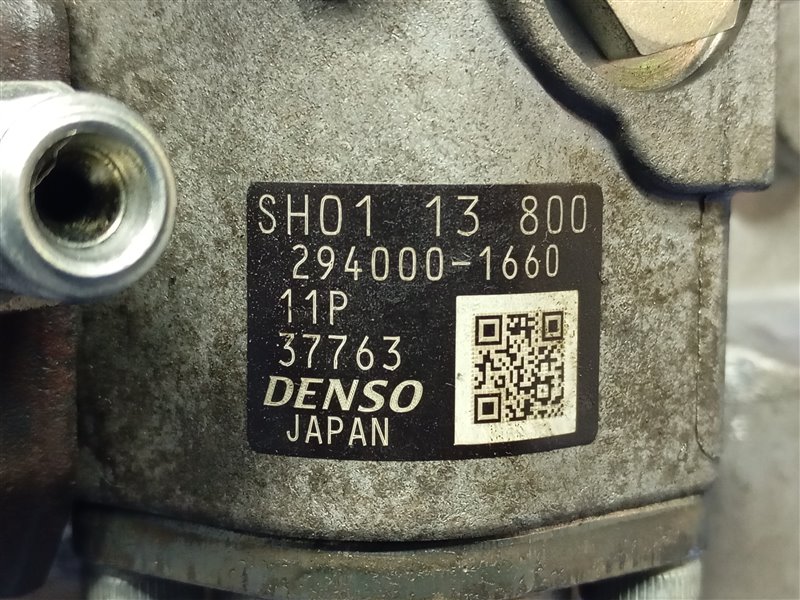 SH01 13 800
294000-1660
11P
37763
DENSO
JAPAN